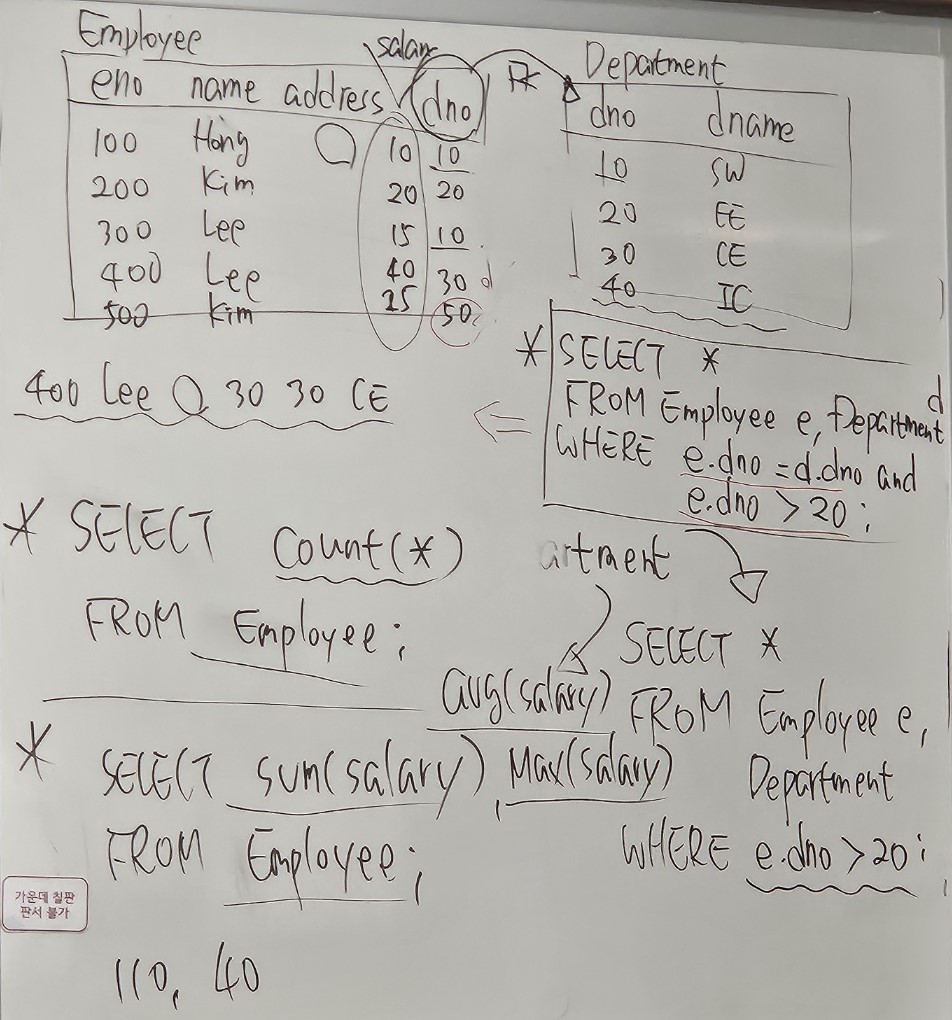 Employee
salary
Department
eno name address dno
FK
dno dname
100 Hong 10 10
200 Kim 20 20
300 Lee 15 10
400 Lee 40 30
500 Kim 25 50
10 SW
20 EE
30 CE
40 IC
400 Lee 30 30 CE
* SELECT *
FROM Employee e, Department d
WHERE e.dno = d.dno and
e.dno > 20 ;
* SELECT Count(*)
FROM Employee ;
artment
SELECT *
FROM Employee e,
Department
WHERE e.dno > 20 ;
avg(salary)
* SELECT sum(salary), Max(salary)
FROM Employee ;
110, 40
가운데 칠판
판서 불가